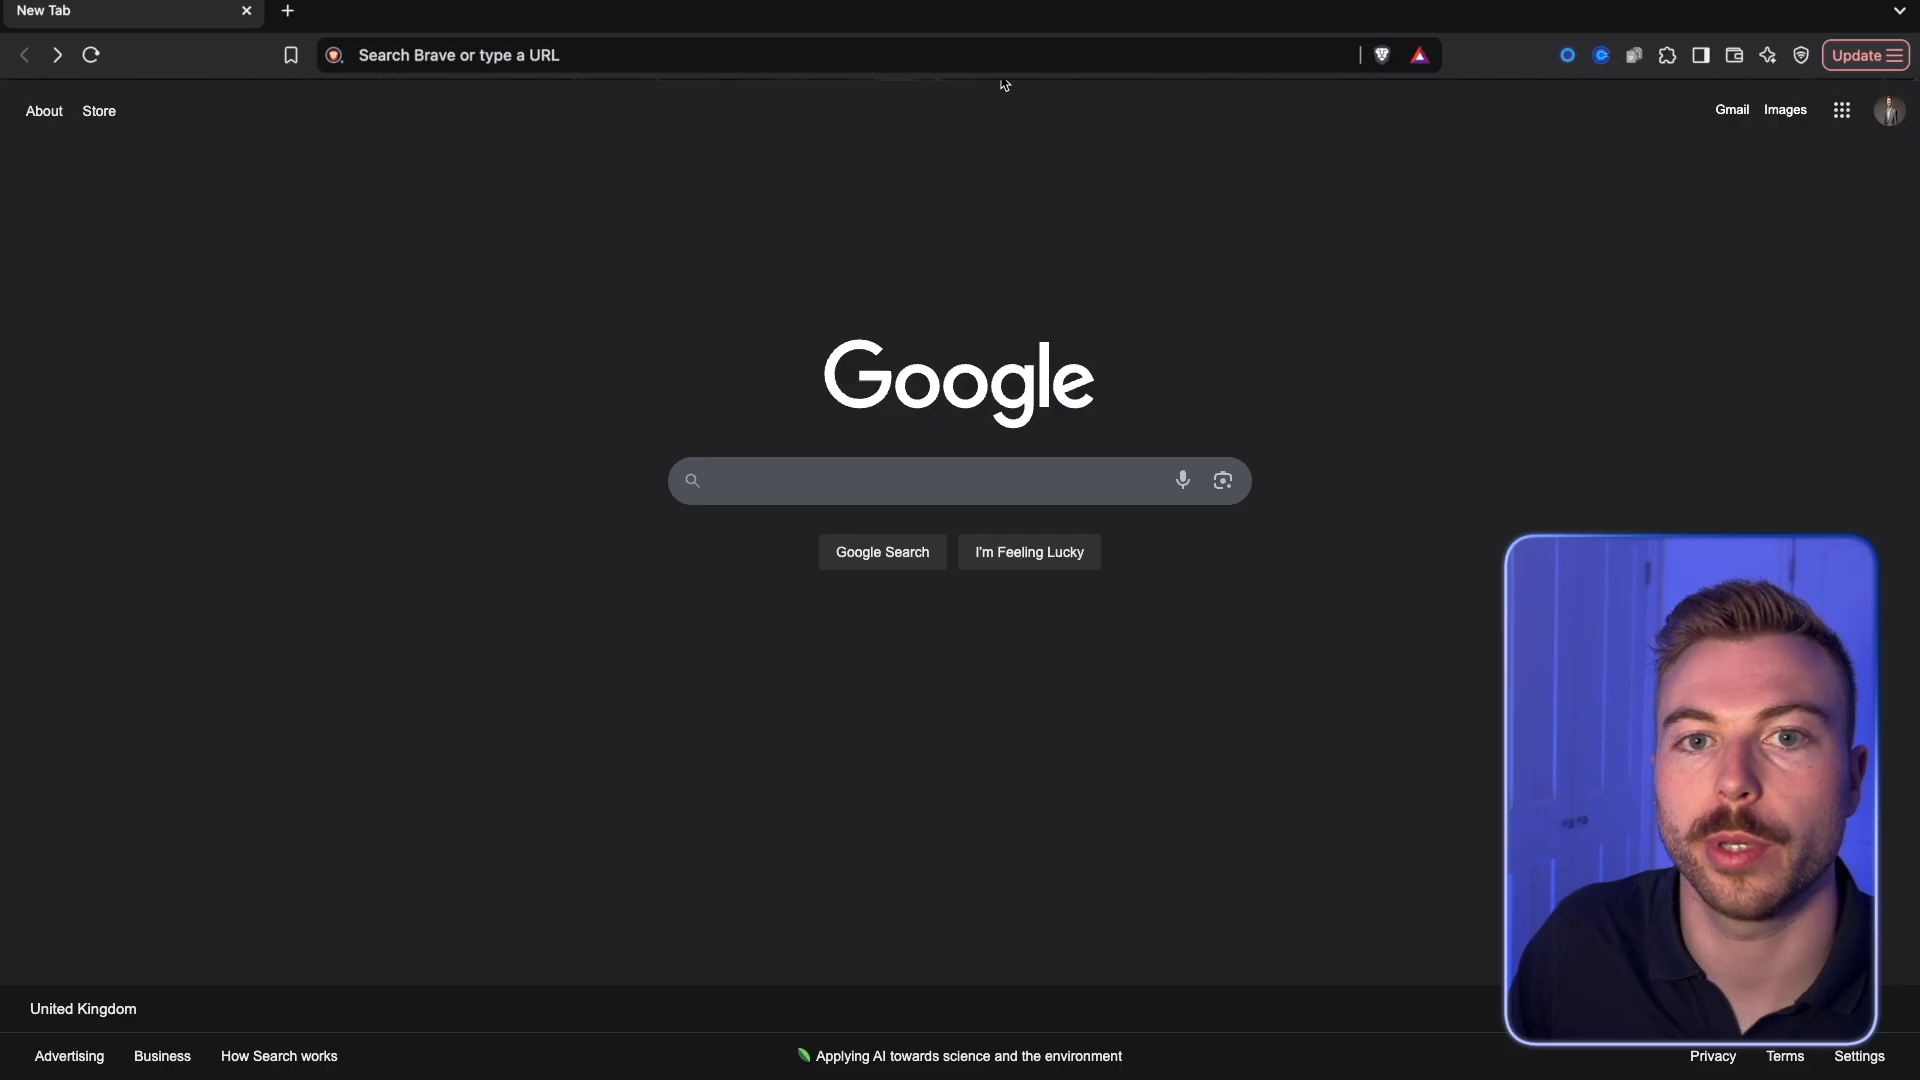 New Tab
Search Brave or type a URL
Update
About Store
Gmail Images
Google
Google Search I'm Feeling Lucky
United Kingdom
Advertising Business How Search works
Applying AI towards science and the environment
Privacy Terms Settings